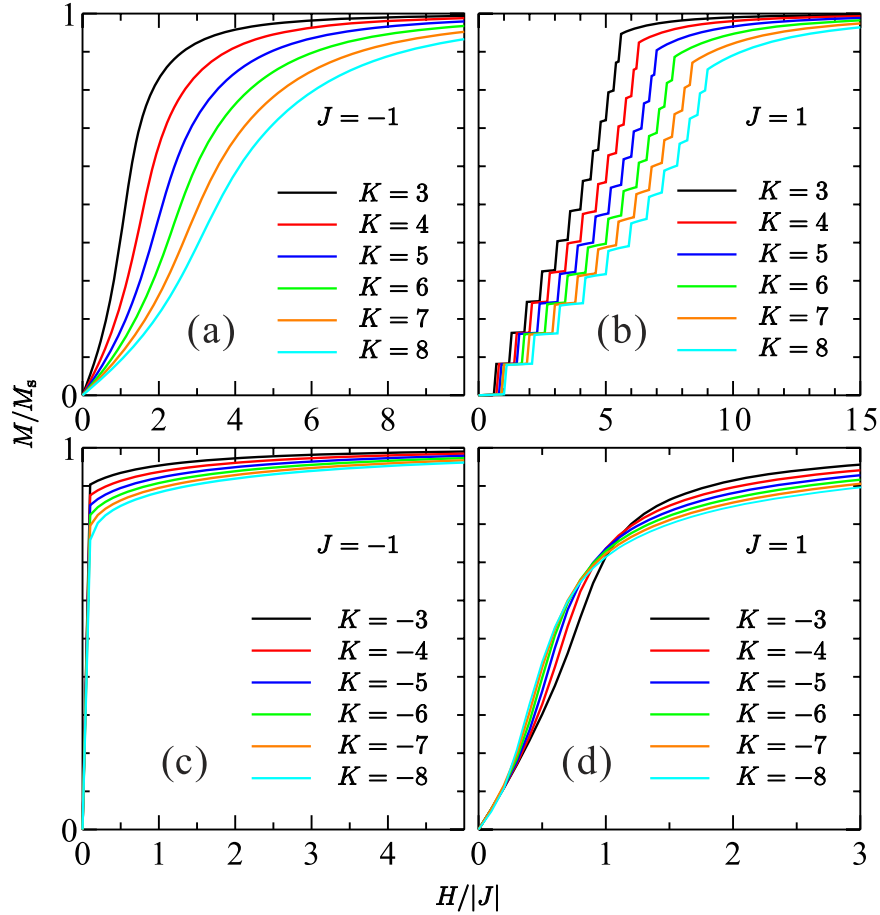 1
(a)
J = −1
K = 3
K = 4
K = 5
K = 6
K = 7
K = 8
0
0 2 4 6 8
(b)
J = 1
K = 3
K = 4
K = 5
K = 6
K = 7
K = 8
0 5 10 15
M/Ms
1
(c)
J = −1
K = −3
K = −4
K = −5
K = −6
K = −7
K = −8
0
0 1 2 3 4
(d)
J = 1
K = −3
K = −4
K = −5
K = −6
K = −7
K = −8
0 1 2 3
H/|J|